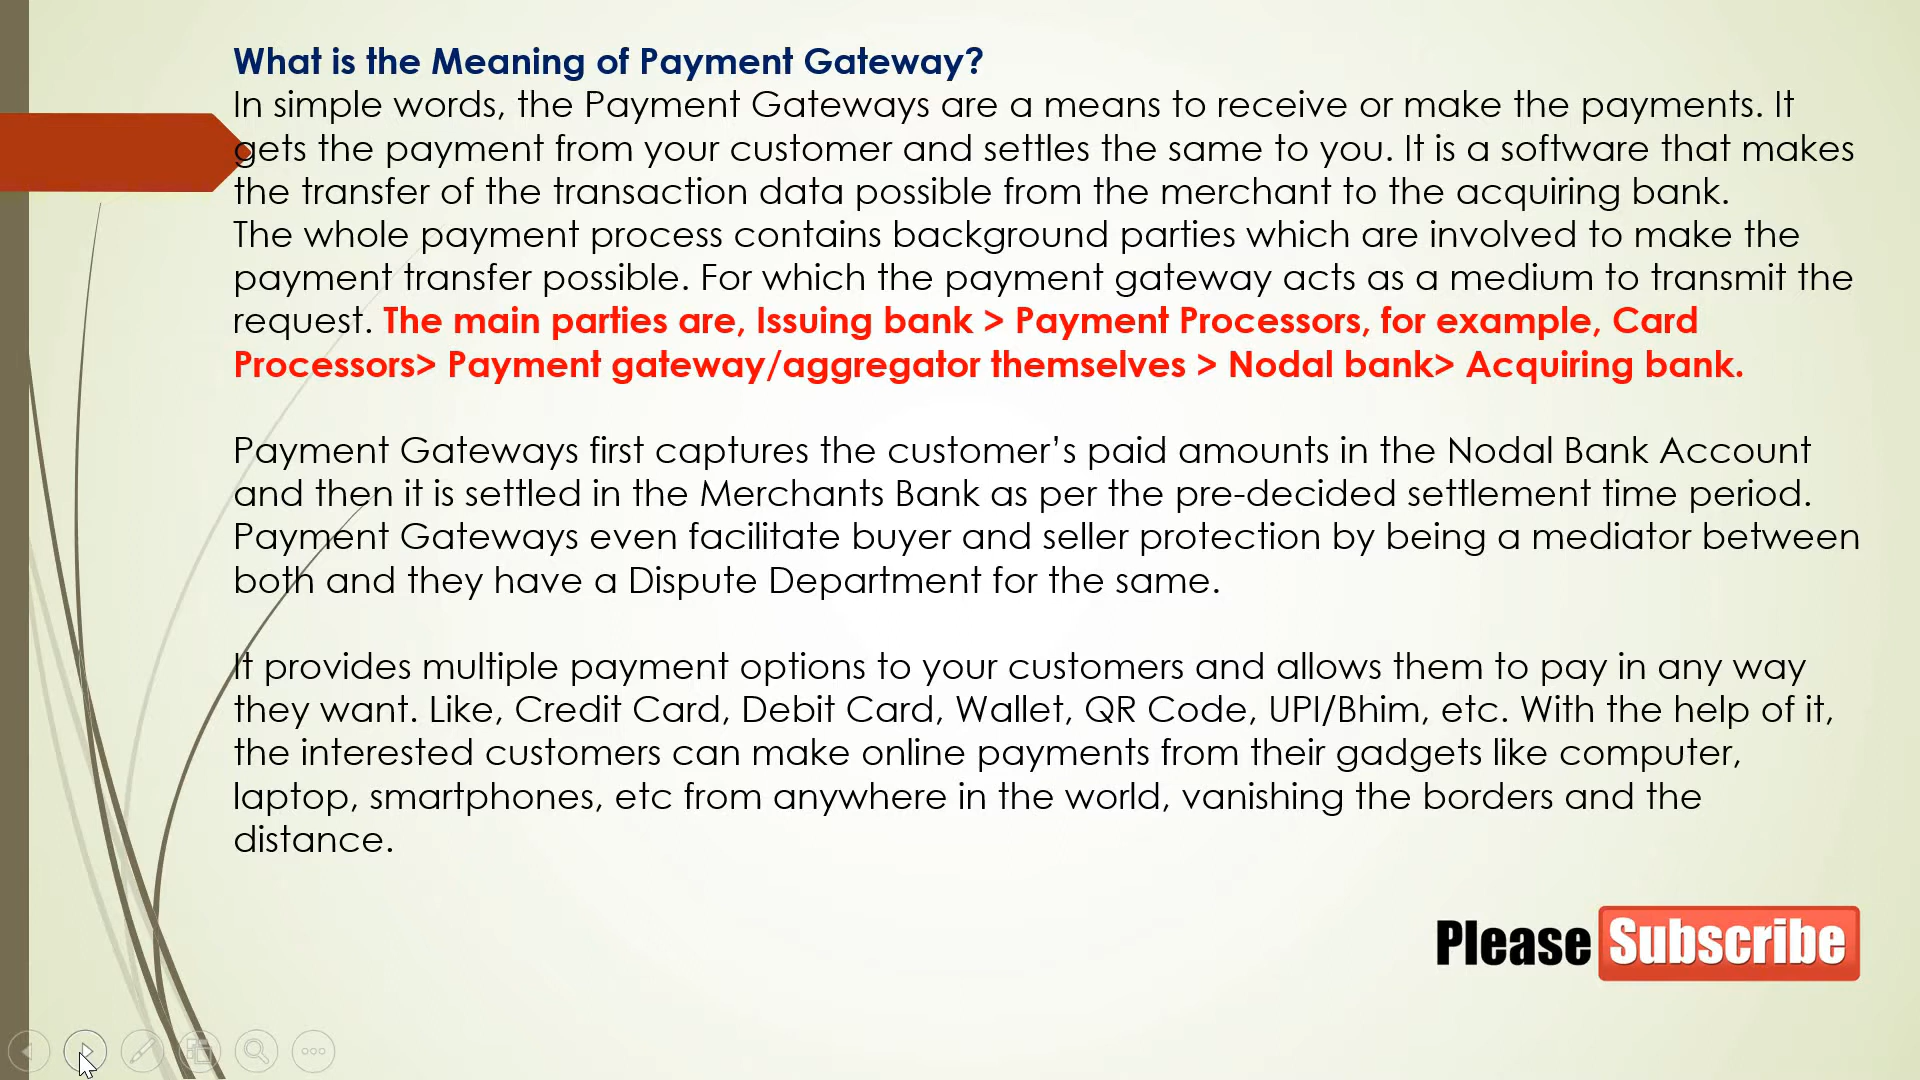 What is the Meaning of Payment Gateway?
In simple words, the Payment Gateways are a means to receive or make the payments. It
gets the payment from your customer and settles the same to you. It is a software that makes
the transfer of the transaction data possible from the merchant to the acquiring bank.
The whole payment process contains background parties which are involved to make the
payment transfer possible. For which the payment gateway acts as a medium to transmit the
request. The main parties are, Issuing bank > Payment Processors, for example, Card
Processors> Payment gateway/aggregator themselves > Nodal bank> Acquiring bank.
Payment Gateways first captures the customer’s paid amounts in the Nodal Bank Account
and then it is settled in the Merchants Bank as per the pre-decided settlement time period.
Payment Gateways even facilitate buyer and seller protection by being a mediator between
both and they have a Dispute Department for the same.
It provides multiple payment options to your customers and allows them to pay in any way
they want. Like, Credit Card, Debit Card, Wallet, QR Code, UPI/Bhim, etc. With the help of it,
the interested customers can make online payments from their gadgets like computer,
laptop, smartphones, etc from anywhere in the world, vanishing the borders and the
distance.
Please Subscribe